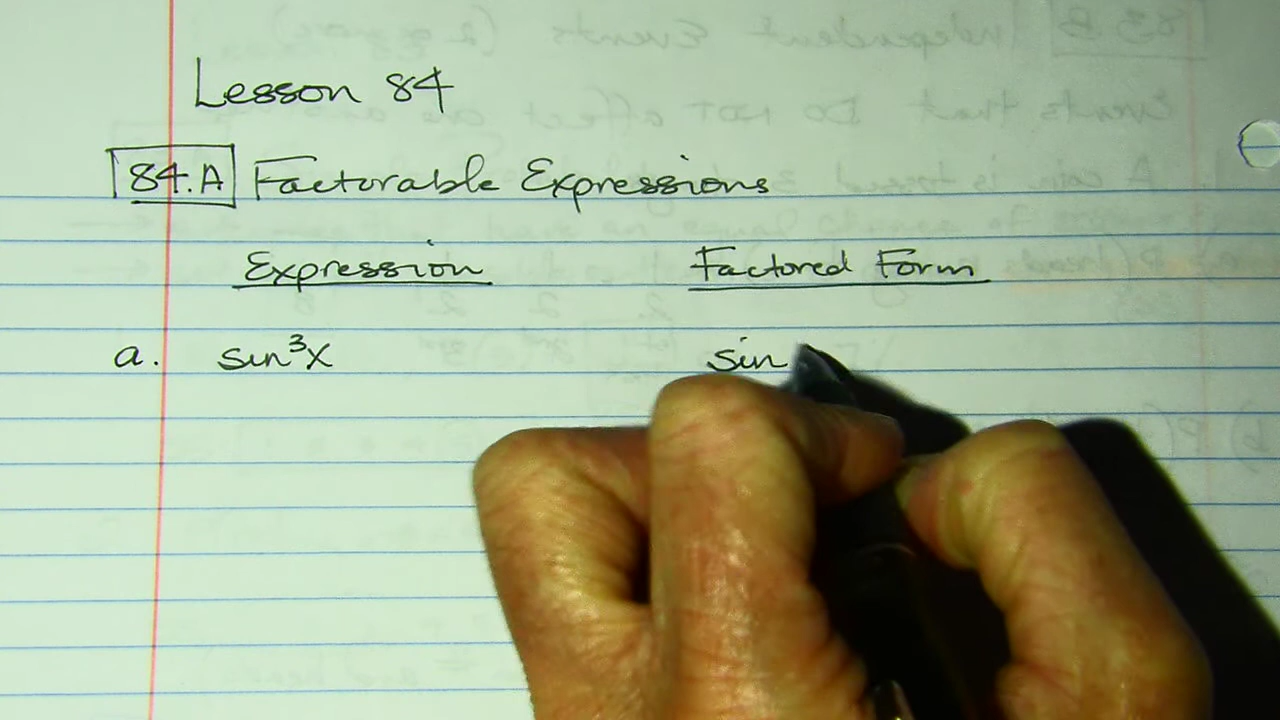 Lesson 84
84.A Factorable Expressions
Expression Factored Form
a. sin³x sin